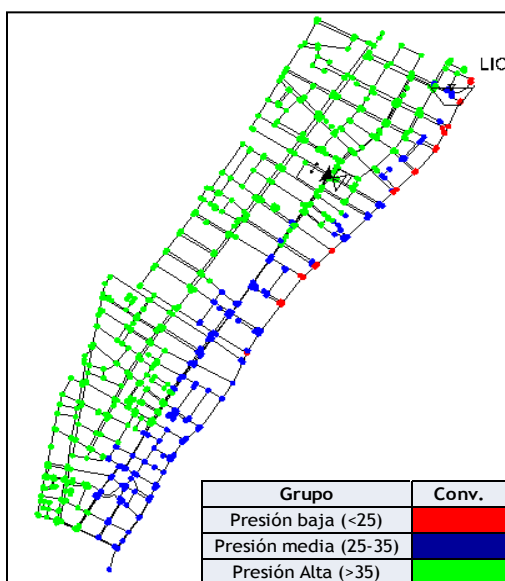 LIC
Grupo Conv.
Presión baja (<25)
Presión media (25-35)
Presión Alta (>35)